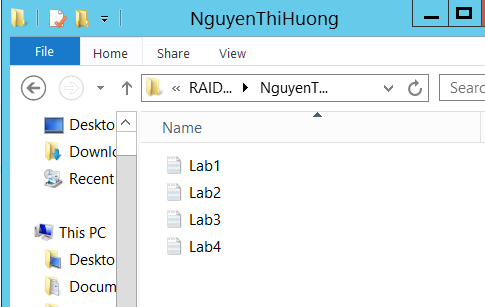 NguyenThiHuong
File Home Share View
« RAID... NguyenT... Searc
Name
Deskto
Downlo
Recent
This PC
Deskto
Docum
Lab1
Lab2
Lab3
Lab4